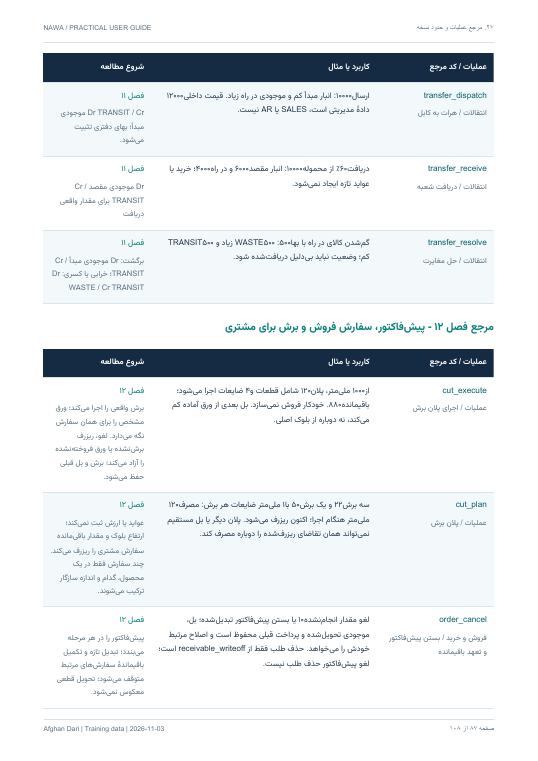 NAWA / PRACTICAL USER GUIDE
۴۲. مرجع عملیات و حدود نسخه
عملیات / کد مرجع
کاربرد با مثال
شروع مطالعه
transfer_dispatch
انتقالات / هرات به کابل
ارسال۱۰۰۰۰: انبار مبدأ کم و موجودی در راه زیاد. قیمت داخلی۱۲۰۰۰
دادهٔ مدیریتی است، SALES یا AR نیست.
فصل ۱۱
Dr TRANSIT / Cr موجودی
مبدأ؛ بهای دفتری تثبیت
می‌شود.
transfer_receive
انتقالات / دریافت شعبه
دریافت۶۰٪ از محموله۱۰۰۰۰: انبار مقصد۶۰۰۰ و در راه۴۰۰۰؛ خرید یا
عواید تازه ایجاد نمی‌شود.
فصل ۱۱
Dr موجودی مقصد / Cr
TRANSIT برای مقدار واقعی
دریافت
transfer_resolve
انتقالات / حل مغایرت
گم‌شدن کالای در راه با بها۵۰۰: WASTE۵۰۰ زیاد و TRANSIT۵۰۰
کم؛ وضعیت نباید بی‌دلیل دریافت‌شده شود.
فصل ۱۱
برگشت: Dr موجودی مبدأ / Cr
TRANSIT؛ خرابی یا کسری: Dr
WASTE / Cr TRANSIT
مرجع فصل ۱۲ - پیش‌فاکتور، سفارش فروش و برش برای مشتری
عملیات / کد مرجع
کاربرد با مثال
شروع مطالعه
cut_execute
عملیات / اجرای پلان برش
از۱۰۰۰ ملی‌متر، پلان۱۲۰ شامل قطعات و۴ ضایعات اجرا می‌شود؛
باقیمانده۸۸۰. خودکار فروش نمی‌سازد. بل بعدی از ورق آماده کم
می‌کند، نه دوباره از بلوک اصلی.
فصل ۱۲
برش واقعی را اجرا می‌کند؛ ورق
مشخص را برای همان سفارش
نگه می‌دارد. لغو، ریزرف
برش‌نشده یا ورق فروخته‌نشده
را آزاد می‌کند؛ برش و بل قبلی
حفظ می‌شود.
cut_plan
عملیات / پلان برش
سه برش۲۲ و یک برش۵۰ با۱ ملی‌متر ضایعات هر برش: مصرف۱۲۰
ملی‌متر هنگام اجرا؛ اکنون ریزرف می‌شود. پلان دیگر یا بل مستقیم
نمی‌تواند همان تقاضای ریزرف‌شده را دوباره مصرف کند.
فصل ۱۲
عواید یا ارزش ثبت نمی‌کند؛
ارتفاع بلوک و مقدار باقی‌مانده
سفارش مشتری را ریزرف می‌کند.
چند سفارش فقط در یک
محصول، گدام و اندازه سازگار
ترکیب می‌شوند.
order_cancel
فروش و خرید / بستن پیش‌فاکتور
و تعهد باقیمانده
لغو مقدار انجام‌نشده۱۰ یا بستن پیش‌فاکتور تبدیل‌شده؛ بل،
موجودی تحویل‌شده و پرداخت قبلی محفوظ است و اصلاح مرتبط
خودش را می‌خواهد. حذف طلب فقط از receivable_writeoff است؛
لغو پیش‌فاکتور حذف طلب نیست.
فصل ۱۲
پیش‌فاکتور را در هر مرحله
می‌بندد؛ تبدیل تازه و تکمیل
باقیماندهٔ سفارش‌های مرتبط
متوقف می‌شود؛ تحویل قطعی
معکوس نمی‌شود.
Afghan Dari | Training data | 2026-11-03
صفحه ۸۷ از ۱۰۸